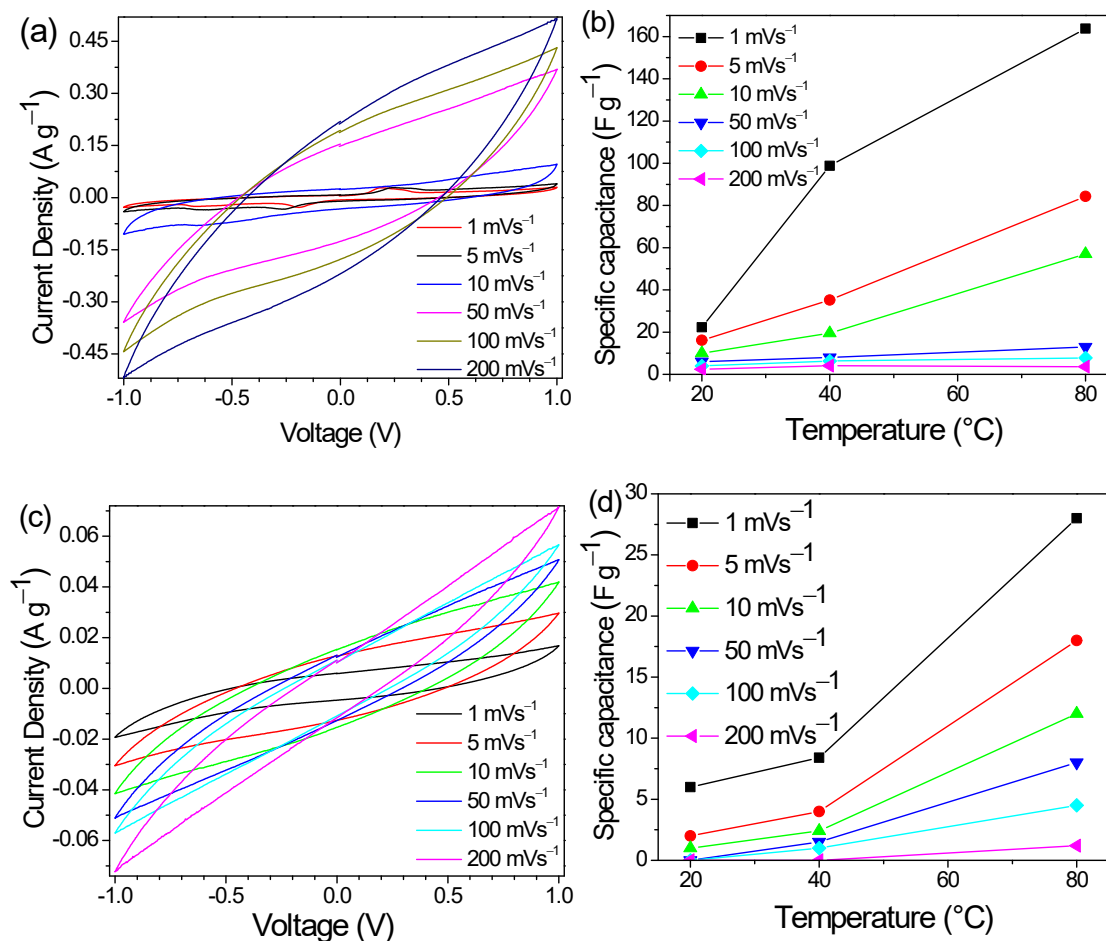 (a)
0.45
0.30
0.15
0.00
-0.15
-0.30
-0.45
Current Density (A g⁻¹)
-1.0 -0.5 0.0 0.5 1.0
Voltage (V)
1 mVs⁻¹
5 mVs⁻¹
10 mVs⁻¹
50 mVs⁻¹
100 mVs⁻¹
200 mVs⁻¹
(b)
160
140
120
100
80
60
40
20
0
Specific capacitance (F g⁻¹)
20 40 60 80
Temperature (°C)
1 mVs⁻¹
5 mVs⁻¹
10 mVs⁻¹
50 mVs⁻¹
100 mVs⁻¹
200 mVs⁻¹
(c)
0.06
0.04
0.02
0.00
-0.02
-0.04
-0.06
Current Density (A g⁻¹)
-1.0 -0.5 0.0 0.5 1.0
Voltage (V)
1 mVs⁻¹
5 mVs⁻¹
10 mVs⁻¹
50 mVs⁻¹
100 mVs⁻¹
200 mVs⁻¹
(d)
30
25
20
15
10
5
0
Specific capacitance (F g⁻¹)
20 40 60 80
Temperature (°C)
1 mVs⁻¹
5 mVs⁻¹
10 mVs⁻¹
50 mVs⁻¹
100 mVs⁻¹
200 mVs⁻¹